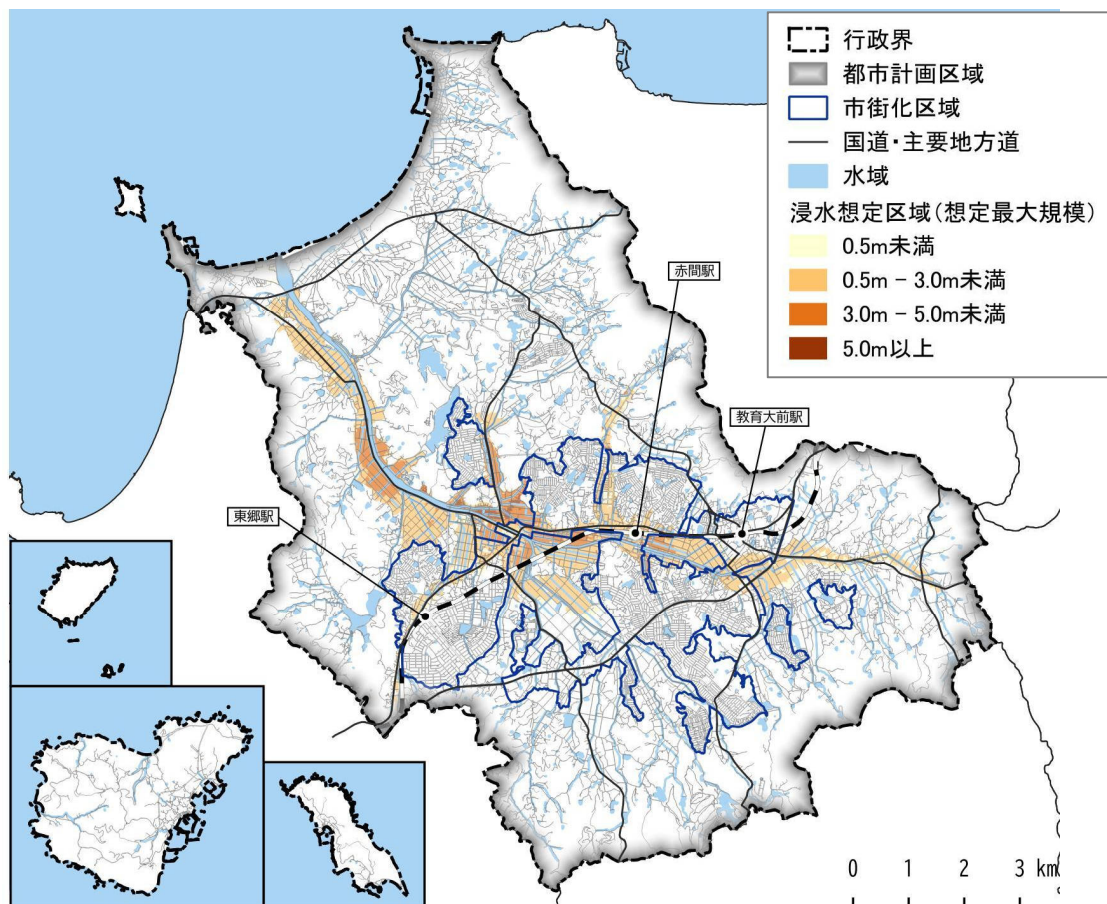 行政界
都市計画区域
市街化区域
国道・主要地方道
水域
浸水想定区域(想定最大規模)
0.5m未満
0.5m - 3.0m未満
3.0m - 5.0m未満
5.0m以上
赤間駅
教育大前駅
東郷駅
0 1 2 3 km